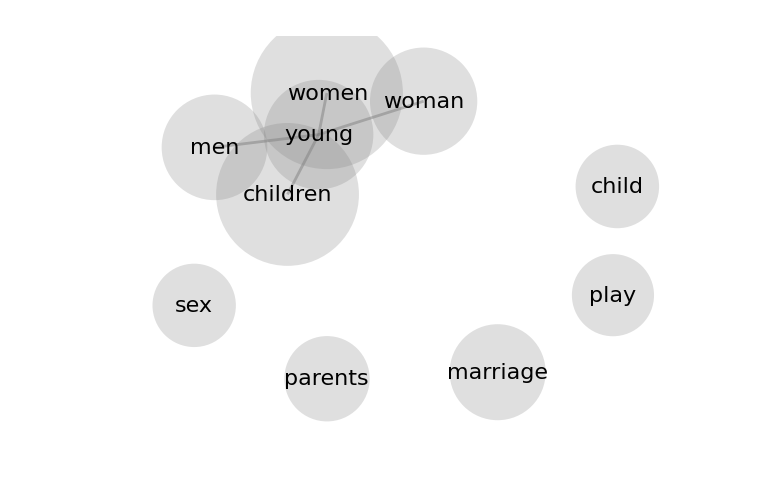 women
woman
young
men
children
child
play
sex
marriage
parents